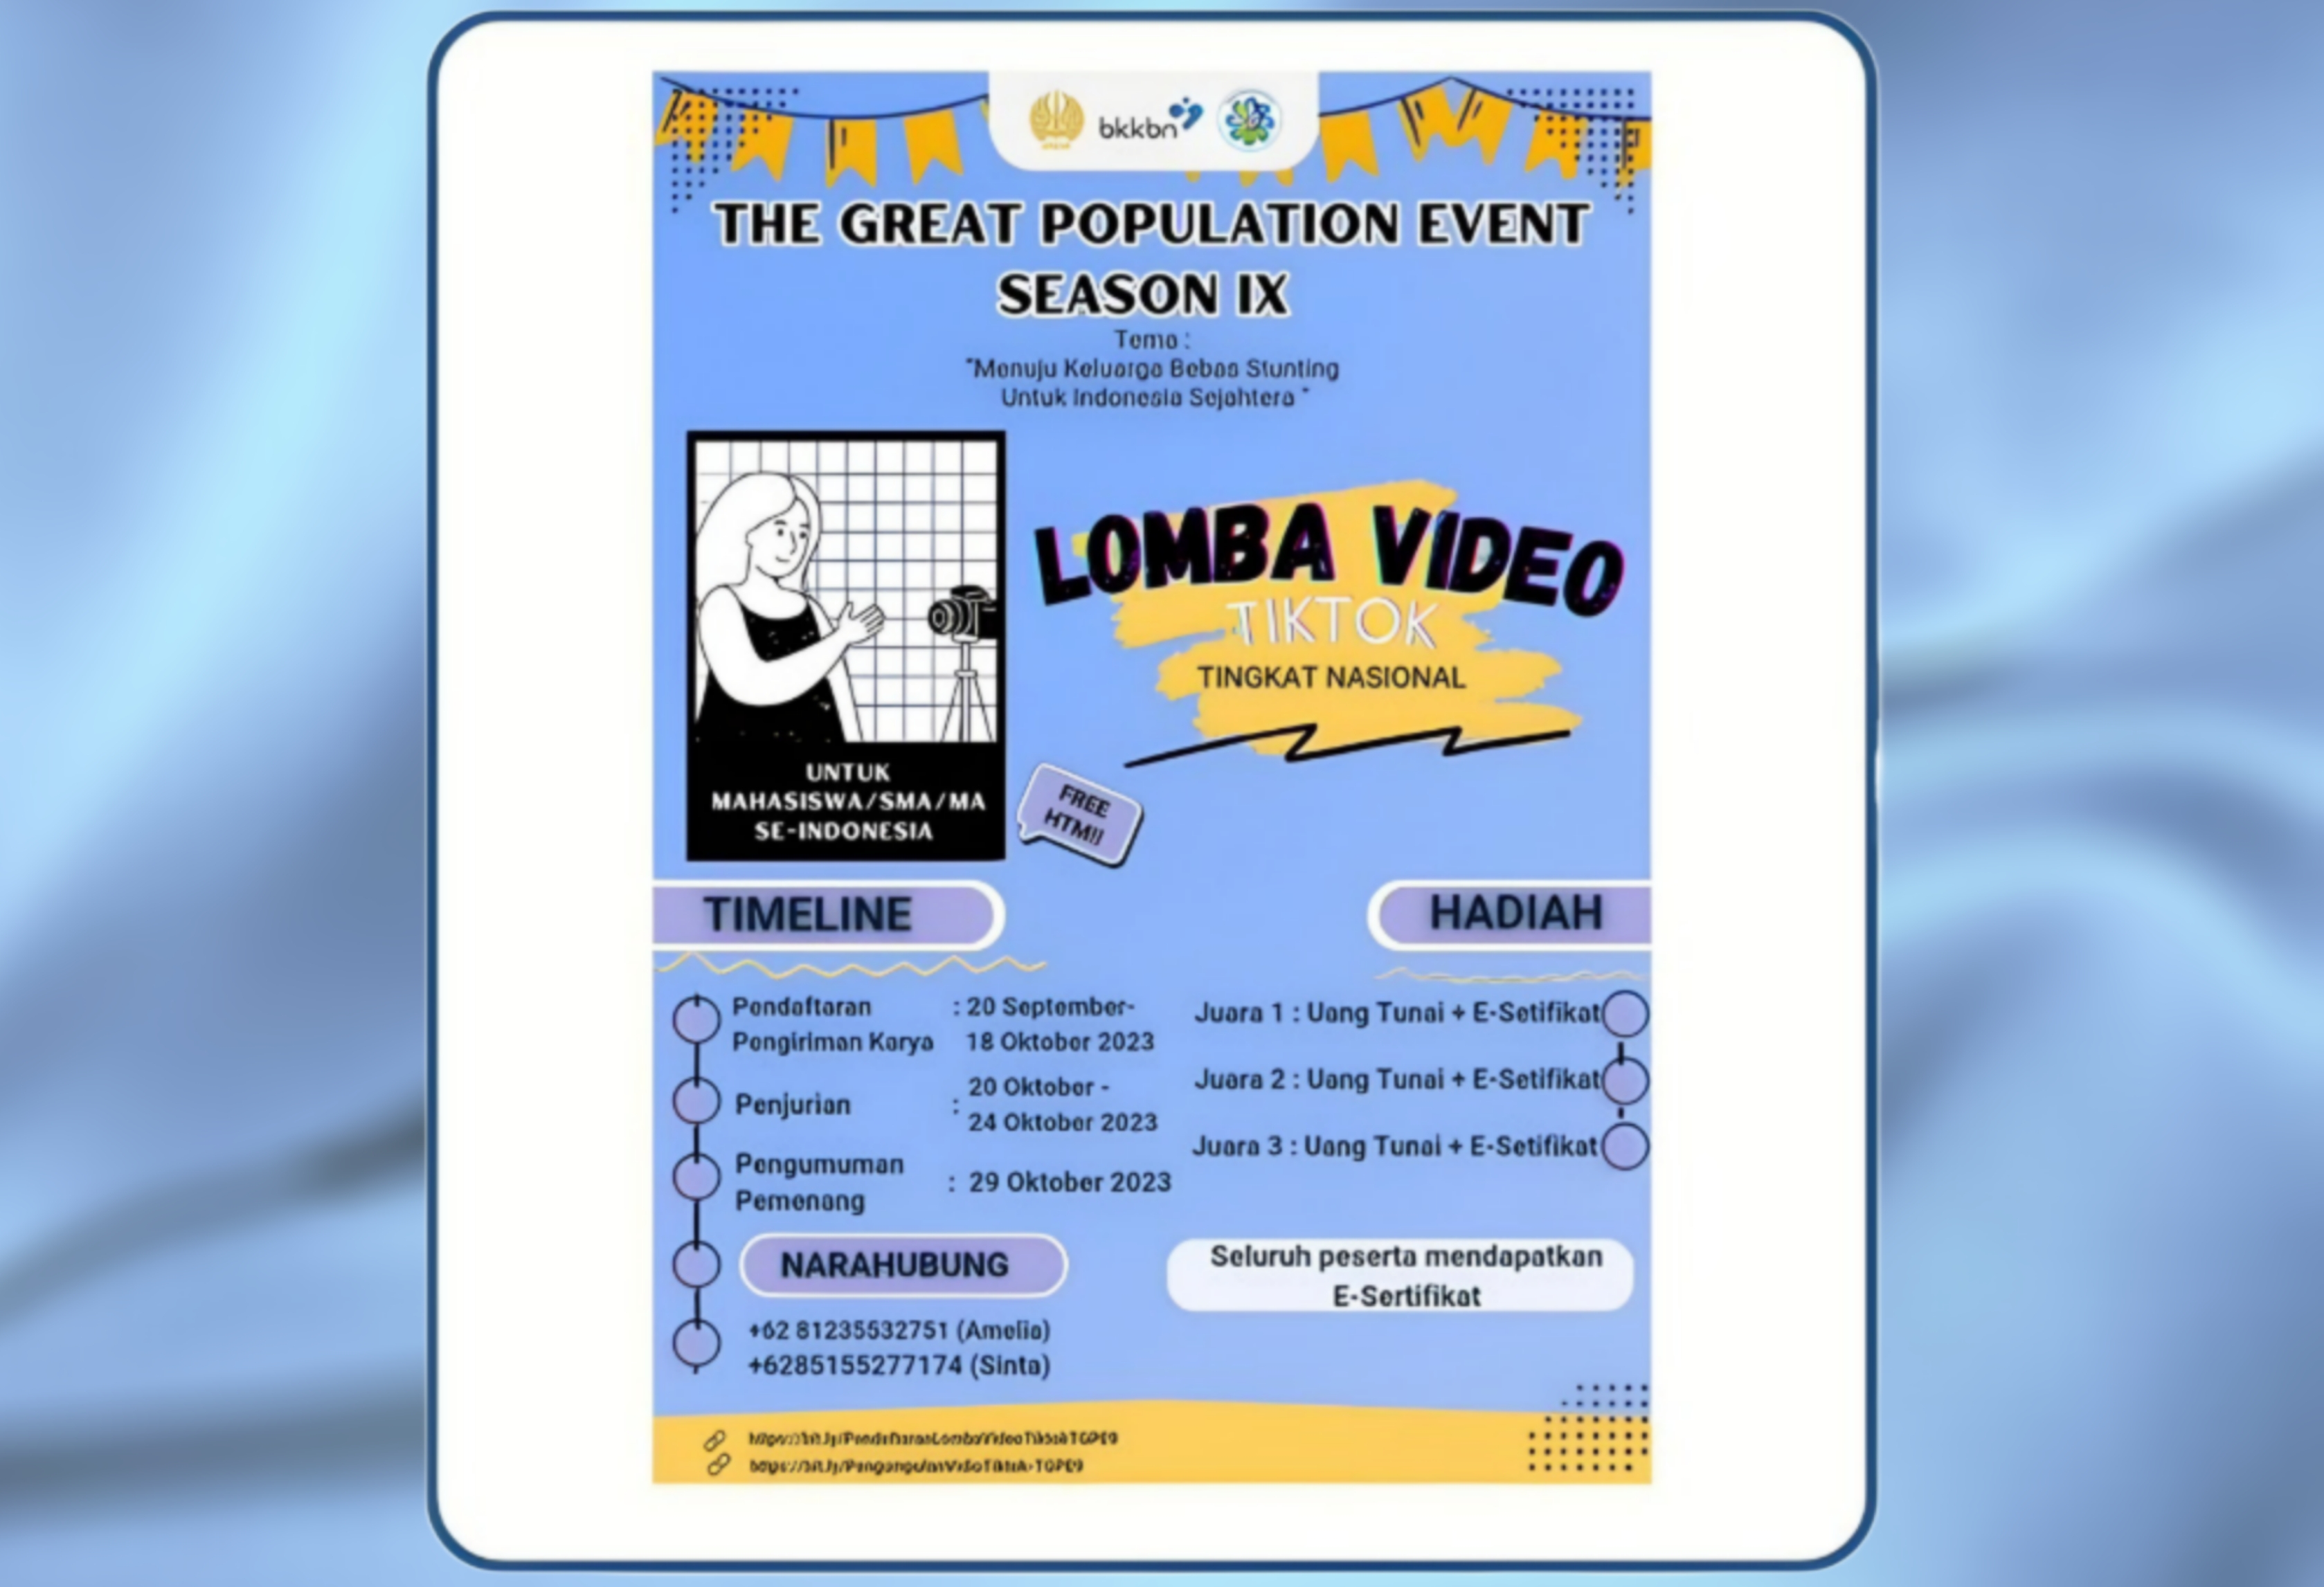 bkkbn
THE GREAT POPULATION EVENT
SEASON IX
Tema :
"Menuju Keluarga Bebas Stunting
Untuk Indonesia Sejahtera "
LOMBA VIDEO
TIKTOK
TINGKAT NASIONAL
UNTUK
MAHASISWA/SMA/MA
SE-INDONESIA
FREE
HTM!!
TIMELINE
HADIAH
Pendaftaran : 20 September-
Pengiriman Karya 18 Oktober 2023
Penjurian : 20 Oktober -
24 Oktober 2023
Pengumuman
Pemenang : 29 Oktober 2023
Juara 1 : Uang Tunai + E-Setifikat
Juara 2 : Uang Tunai + E-Setifikat
Juara 3 : Uang Tunai + E-Setifikat
NARAHUBUNG
Seluruh peserta mendapatkan
E-Sertifikat
+62 81235532751 (Amelia)
+6285155277174 (Sinta)